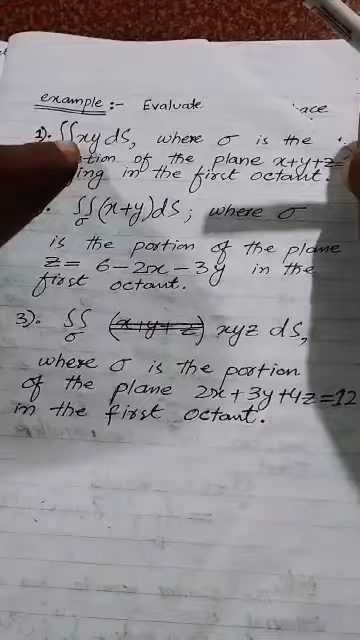 example:- Evaluate
1). ∬ xy dS, where σ is the
of the plane x+y+z=
in the first octant.
∬σ (x+y)dS; where σ
is the portion of the plane
z= 6-2x-3y in the
first octant.
3). ∬σ (x+y+z) xyz dS,
where σ is the portion
of the plane 2x+3y+4z=12
in the first octant.